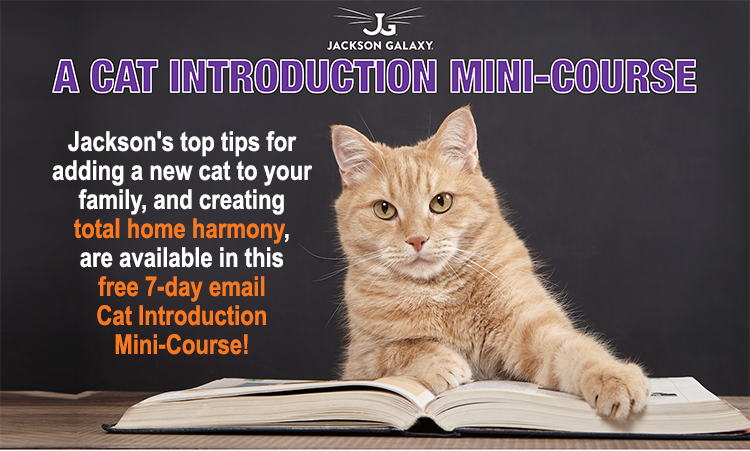 JG
JACKSON GALAXY.
A CAT INTRODUCTION MINI-COURSE
Jackson's top tips for
adding a new cat to your
family, and creating
total home harmony,
are available in this
free 7-day email
Cat Introduction
Mini-Course!